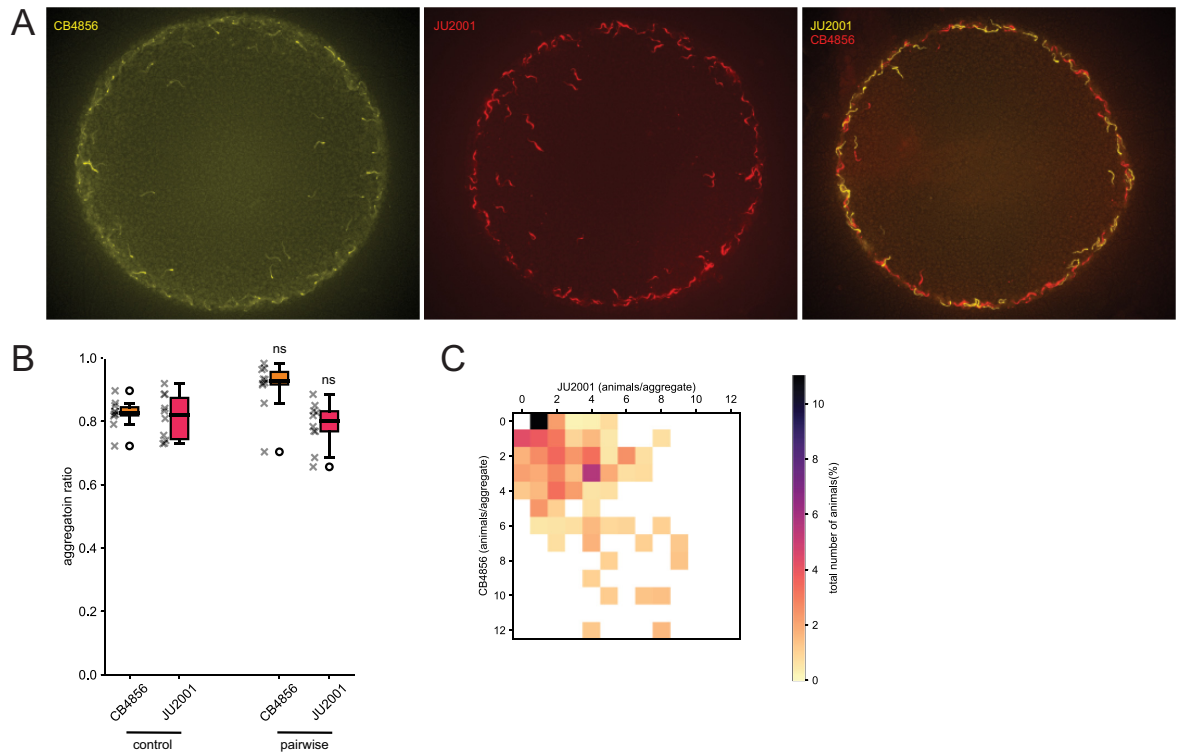 A
CB4856
JU2001
JU2001
CB4856
B
1.0
0.8
0.6
0.4
0.2
0.0
aggregatoin ratio
ns
ns
CB4856
JU2001
CB4856
JU2001
control
pairwise
C
JU2001 (animals/aggregate)
0 2 4 6 8 10 12
0
2
4
6
8
10
12
CB4856 (animals/aggregate)
10
8
6
4
2
0
total number of animals(%)